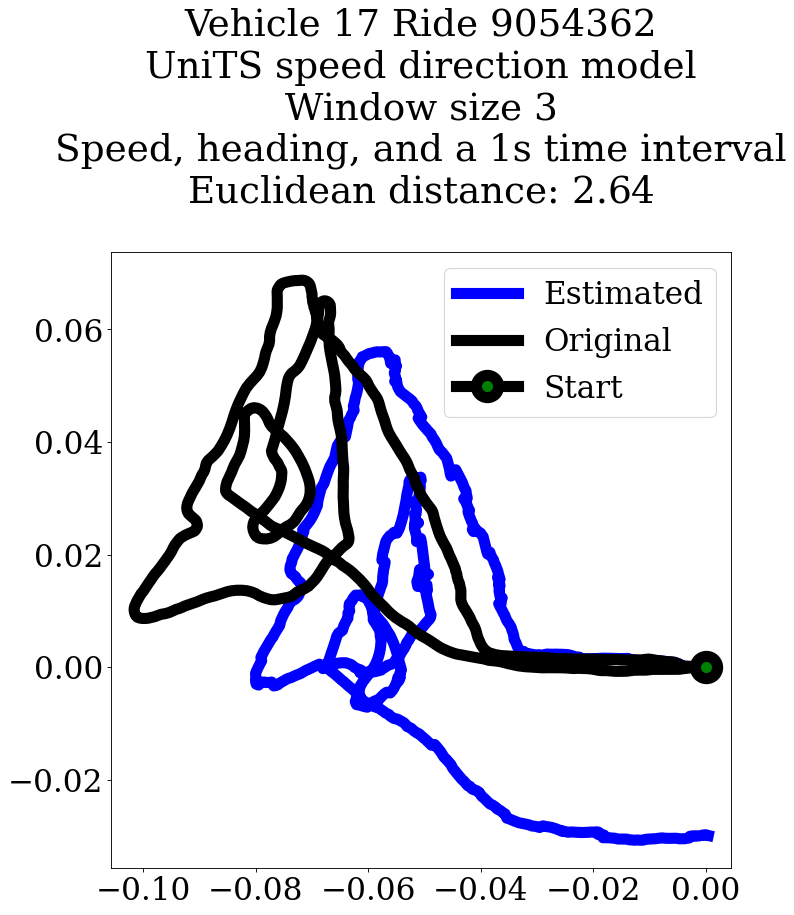 Vehicle 17 Ride 9054362
UniTS speed direction model
Window size 3
Speed, heading, and a 1s time interval
Euclidean distance: 2.64
Estimated
Original
Start
0.06
0.04
0.02
0.00
−0.02
−0.10 −0.08 −0.06 −0.04 −0.02 0.00